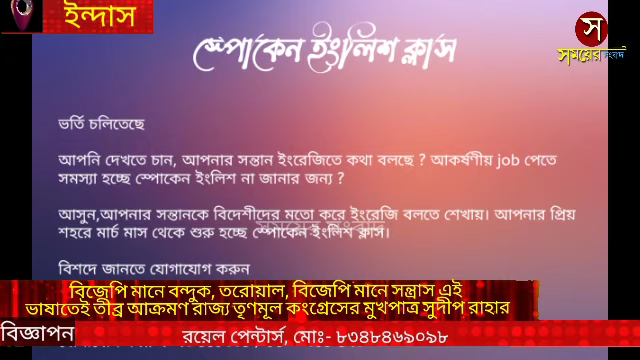 ইন্দাস
স
সময়ের সংবাদ
স্পোকেন ইংলিশ ক্লাস
ভর্তি চলিতেছে
আপনি দেখতে চান, আপনার সন্তান ইংরেজিতে কথা বলছে ? আকর্ষণীয় job পেতে
সমস্যা হচ্ছে স্পোকেন ইংলিশ না জানার জন্য ?
আসুন,আপনার সন্তানকে বিদেশীদের মতো করে ইংরেজি বলতে শেখায়। আপনার প্রিয়
শহরে মার্চ মাস থেকে শুরু হচ্ছে স্পোকেন ইংলিশ ক্লাস।
সময়ের সংবাদ
বিশদে জানতে যোগাযোগ করুন
বিজেপি মানে বন্দুক, তরোয়াল, বিজেপি মানে সন্ত্রাস এই
ভাষাতেই তীব্র আক্রমণ রাজ্য তৃণমূল কংগ্রেসের মুখপাত্র সুদীপ রাহার
বিজ্ঞাপন
রয়েল পেন্টার্স, মোঃ- ৮৩৪৮৪৬৯০৯৮